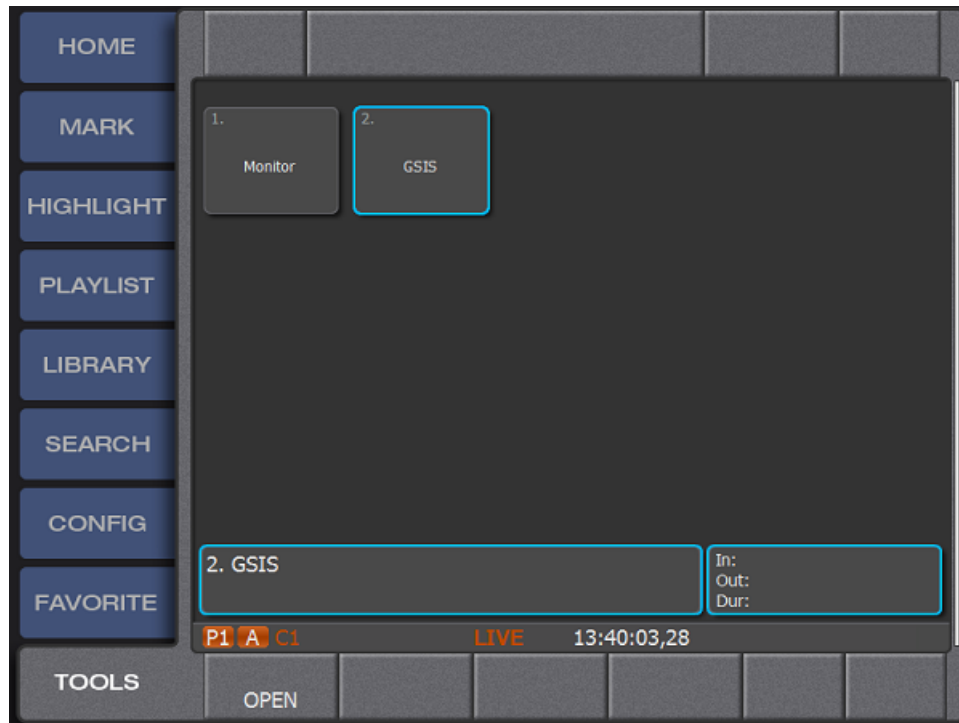 HOME
MARK
HIGHLIGHT
PLAYLIST
LIBRARY
SEARCH
CONFIG
FAVORITE
TOOLS
1.
Monitor
2.
GSIS
2. GSIS
In:
Out:
Dur:
P1 A C1 LIVE 13:40:03,28
OPEN